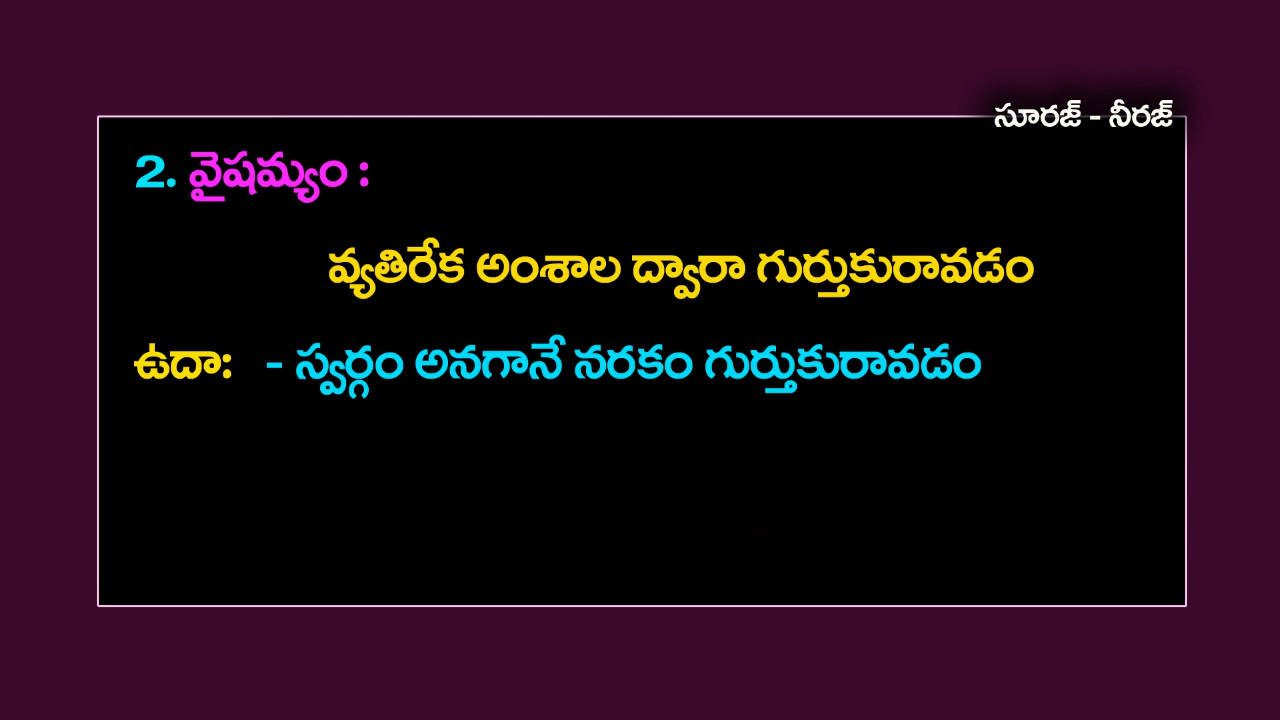 సూరజ్ - నీరజ్
2. వైషమ్యం :
వ్యతిరేక అంశాల ద్వారా గుర్తుకురావడం
ఉదా: - స్వర్గం అనగానే నరకం గుర్తుకురావడం